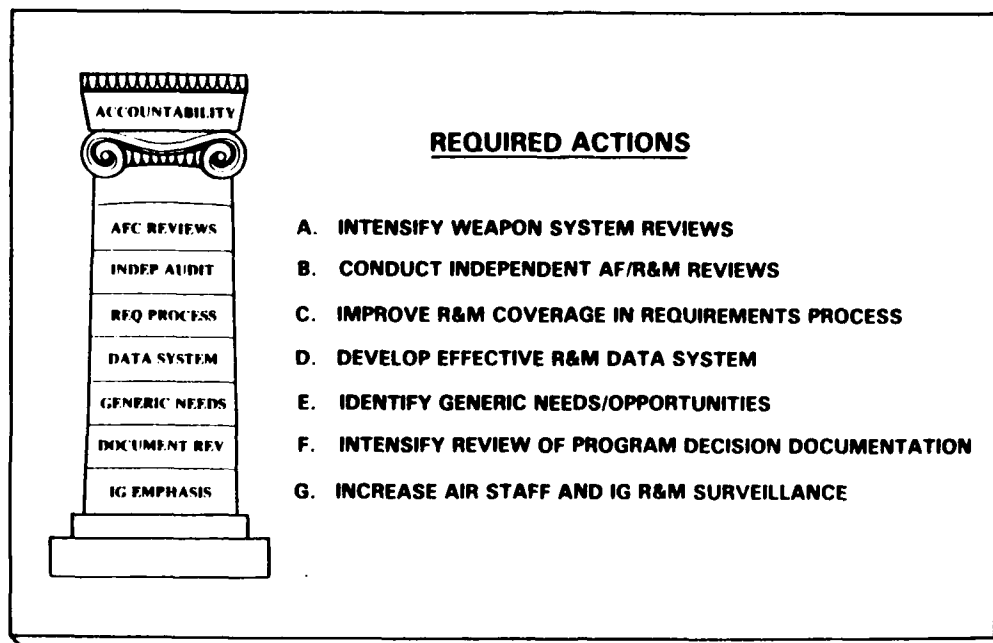 ACCOUNTABILITY
REQUIRED ACTIONS
AFC REVIEWS
A. INTENSIFY WEAPON SYSTEM REVIEWS
INDEP AUDIT
B. CONDUCT INDEPENDENT AF/R&M REVIEWS
REQ PROCESS
C. IMPROVE R&M COVERAGE IN REQUIREMENTS PROCESS
DATA SYSTEM
D. DEVELOP EFFECTIVE R&M DATA SYSTEM
GENERIC NEEDS
E. IDENTIFY GENERIC NEEDS/OPPORTUNITIES
DOCUMENT REV
F. INTENSIFY REVIEW OF PROGRAM DECISION DOCUMENTATION
IG EMPHASIS
G. INCREASE AIR STAFF AND IG R&M SURVEILLANCE